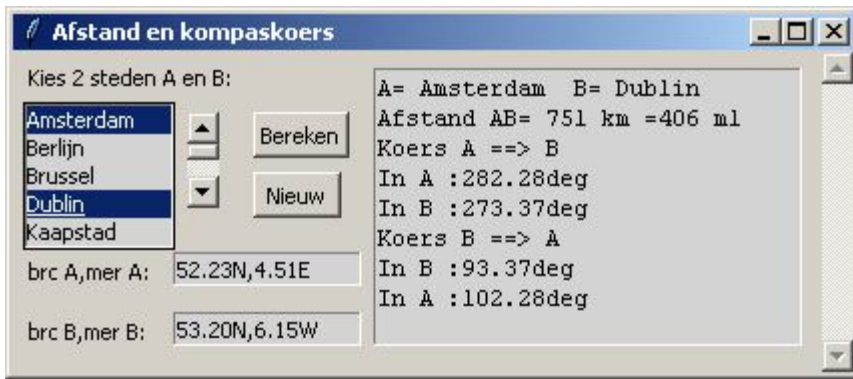 Afstand en kompaskoers
Kies 2 steden A en B:
Amsterdam
Berlijn
Brussel
Dublin
Kaapstad
Bereken
Nieuw
brc A,mer A:
52.23N,4.51E
brc B,mer B:
53.20N,6.15W
A= Amsterdam  B= Dublin
Afstand AB= 751 km =406 ml
Koers A ==> B
In A :282.28deg
In B :273.37deg
Koers B ==> A
In B :93.37deg
In A :102.28deg